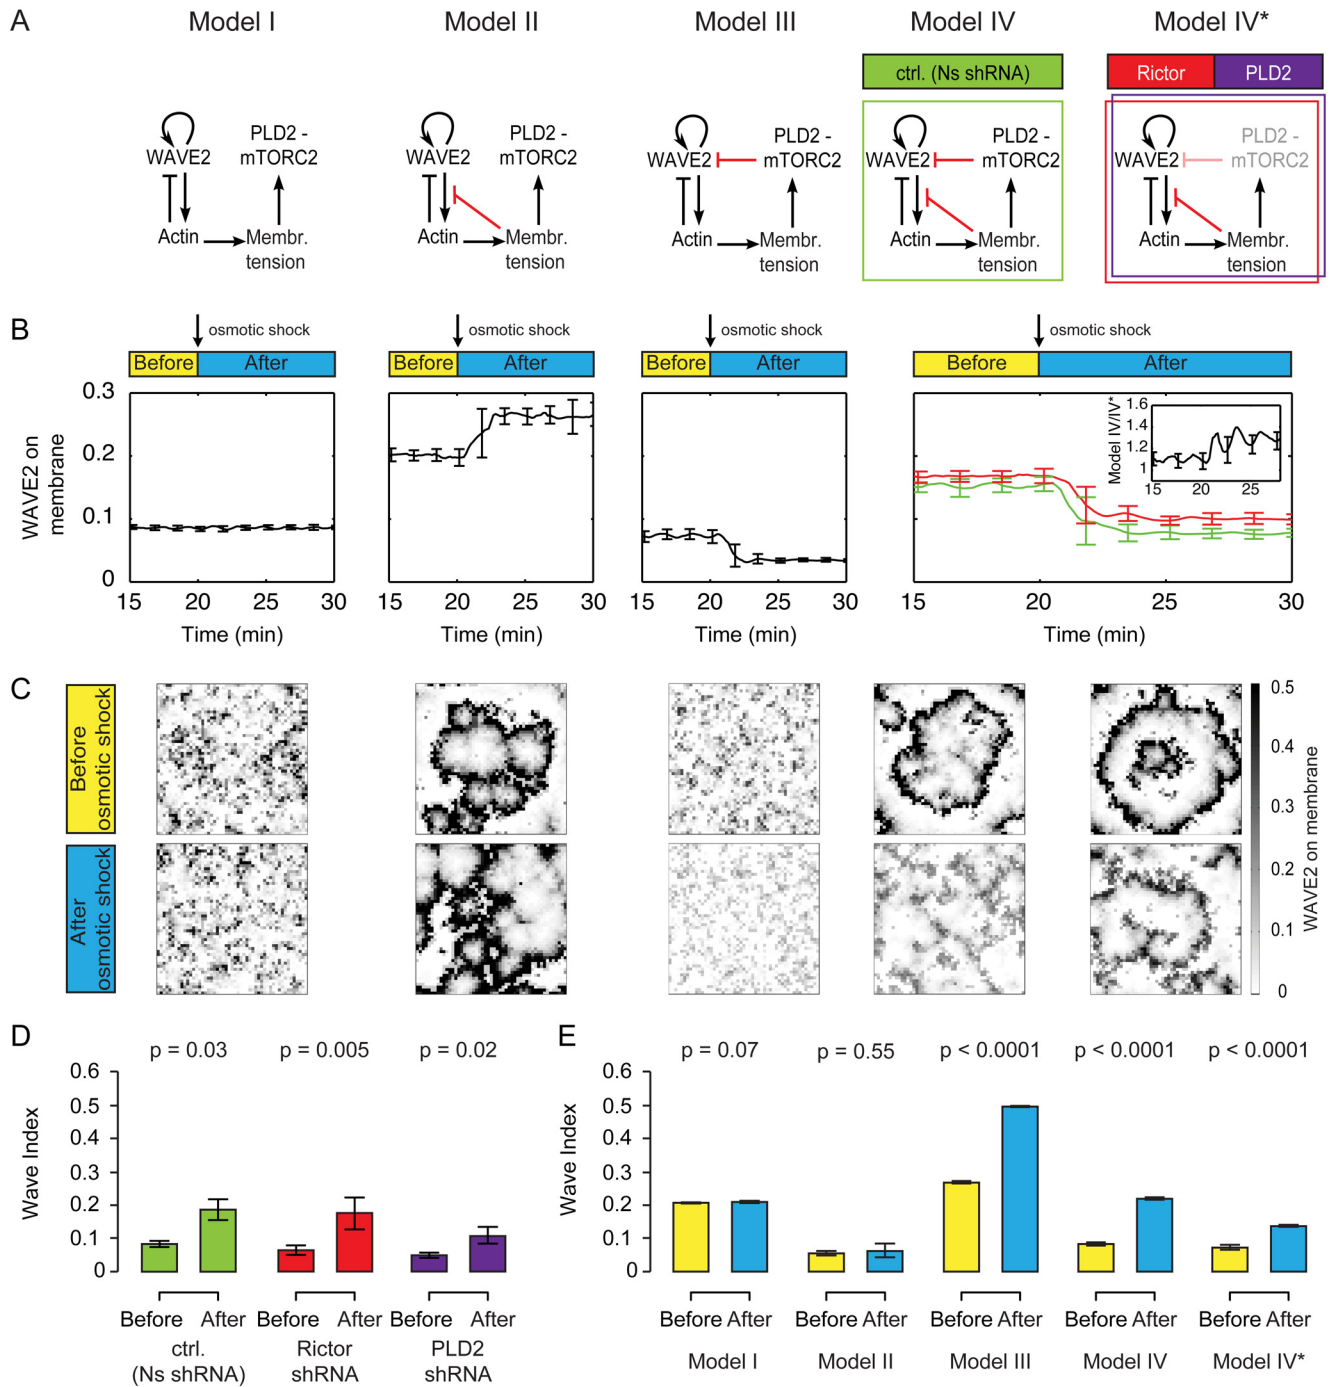 A
Model I
Model II
Model III
Model IV
Model IV*
ctrl. (Ns shRNA)
Rictor
PLD2
WAVE2
PLD2 -
mTORC2
Actin
Membr.
tension
WAVE2
PLD2 -
mTORC2
Actin
Membr.
tension
WAVE2
PLD2 -
mTORC2
Actin
Membr.
tension
WAVE2
PLD2 -
mTORC2
Actin
Membr.
tension
WAVE2
PLD2 -
mTORC2
Actin
Membr.
tension
B
osmotic shock
osmotic shock
osmotic shock
osmotic shock
Before
After
Before
After
Before
After
Before
After
WAVE2 on
membrane
0.3
0.2
0.1
0
15 20 25 30
Time (min)
15 20 25 30
Time (min)
15 20 25 30
Time (min)
15 20 25 30
Time (min)
Model IV/IV*
1.6
1.4
1.2
1
15 20 25
C
Before
osmotic shock
After
osmotic shock
0.5
0.4
0.3
0.2
0.1
0
WAVE2 on membrane
D
p = 0.03
p = 0.005
p = 0.02
Wave Index
0.6
0.5
0.4
0.3
0.2
0.1
0
Before After
Before After
Before After
ctrl.
(Ns shRNA)
Rictor
shRNA
PLD2
shRNA
E
p = 0.07
p = 0.55
p < 0.0001
p < 0.0001
p < 0.0001
Wave Index
0.6
0.5
0.4
0.3
0.2
0.1
0
Before After
Before After
Before After
Before After
Before After
Model I
Model II
Model III
Model IV
Model IV*